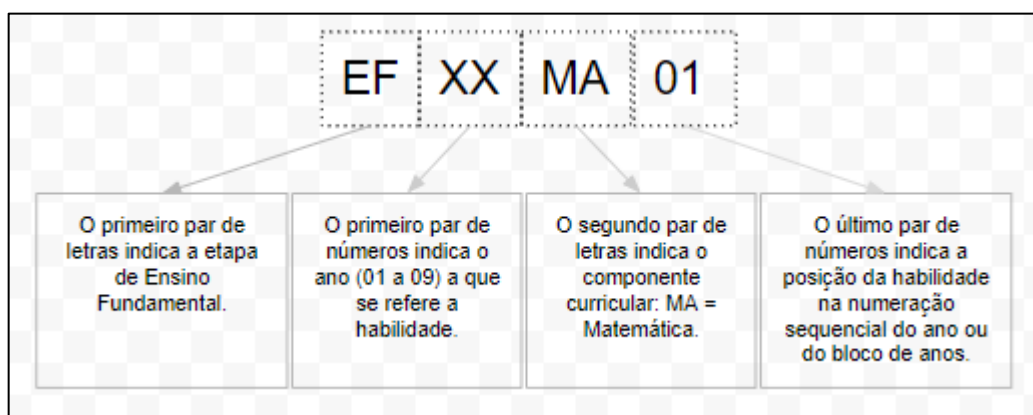 EF XX MA 01
O primeiro par de
letras indica a etapa
de Ensino
Fundamental.
O primeiro par de
números indica o
ano (01 a 09) a que
se refere a
habilidade.
O segundo par de
letras indica o
componente
curricular: MA =
Matemática.
O último par de
números indica a
posição da habilidade
na numeração
sequencial do ano ou
do bloco de anos.